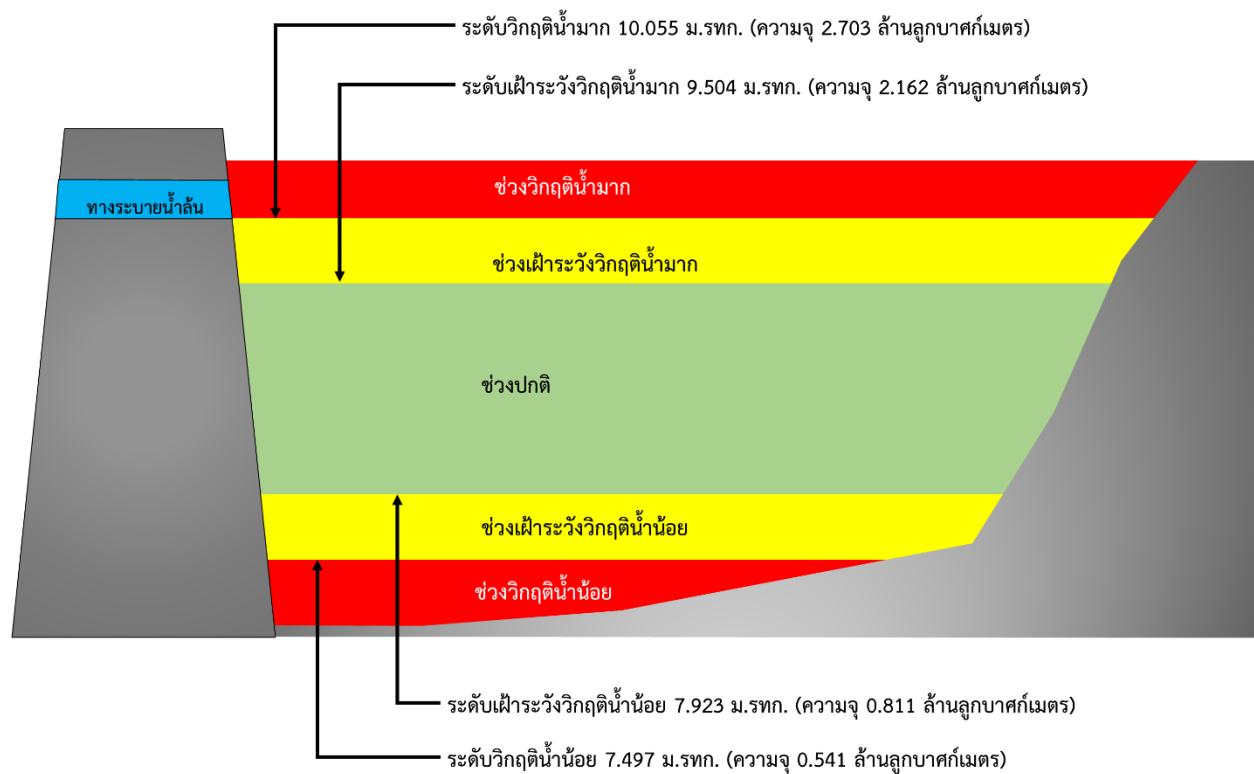 ระดับวิกฤติน้ำมาก 10.055 ม.รทก. (ความจุ 2.703 ล้านลูกบาศก์เมตร)
ระดับเฝ้าระวังวิกฤติน้ำมาก 9.504 ม.รทก. (ความจุ 2.162 ล้านลูกบาศก์เมตร)
ช่วงวิกฤติน้ำมาก
ทางระบายน้ำล้น
ช่วงเฝ้าระวังวิกฤติน้ำมาก
ช่วงปกติ
ช่วงเฝ้าระวังวิกฤติน้ำน้อย
ช่วงวิกฤติน้ำน้อย
ระดับเฝ้าระวังวิกฤติน้ำน้อย 7.923 ม.รทก. (ความจุ 0.811 ล้านลูกบาศก์เมตร)
ระดับวิกฤติน้ำน้อย 7.497 ม.รทก. (ความจุ 0.541 ล้านลูกบาศก์เมตร)